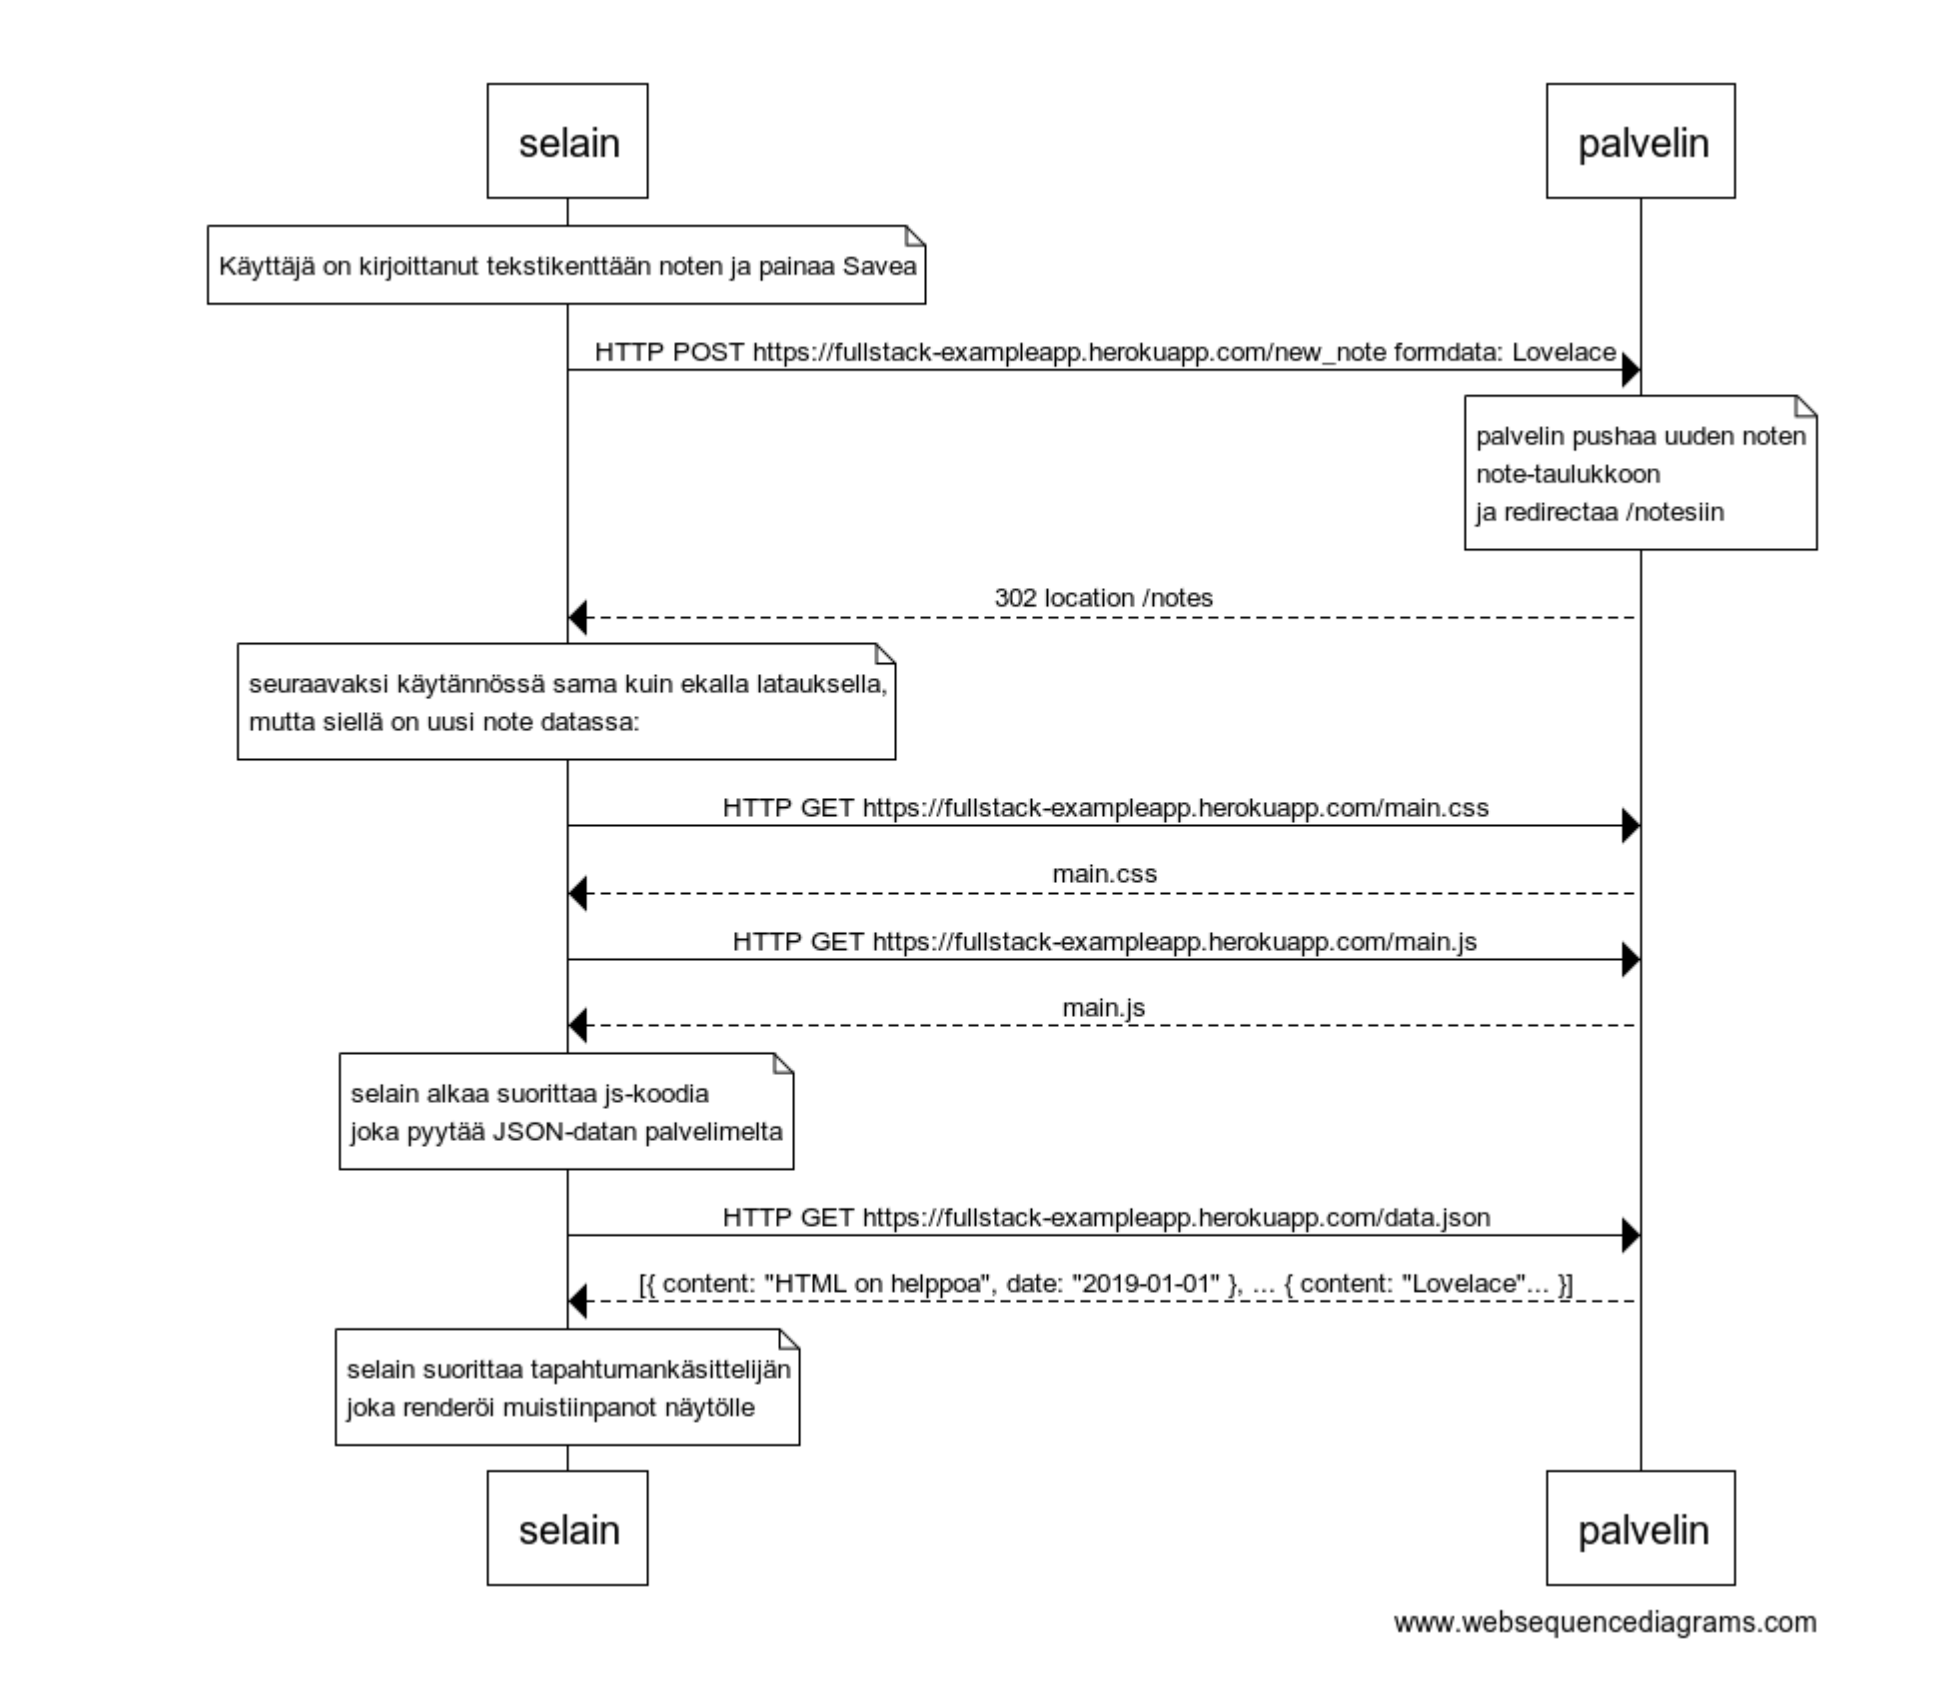 selain
palvelin
Käyttäjä on kirjoittanut tekstikenttään noten ja painaa Savea
HTTP POST https://fullstack-exampleapp.herokuapp.com/new_note formdata: Lovelace
palvelin pushaa uuden noten
note-taulukkoon
ja redirectaa /notesiin
302 location /notes
seuraavaksi käytännössä sama kuin ekalla latauksella,
mutta siellä on uusi note datassa:
HTTP GET https://fullstack-exampleapp.herokuapp.com/main.css
main.css
HTTP GET https://fullstack-exampleapp.herokuapp.com/main.js
main.js
selain alkaa suorittaa js-koodia
joka pyytää JSON-datan palvelimelta
HTTP GET https://fullstack-exampleapp.herokuapp.com/data.json
[{ content: "HTML on helppoa", date: "2019-01-01" }, ... { content: "Lovelace"... }]
selain suorittaa tapahtumankäsittelijän
joka renderöi muistiinpanot näytölle
selain
palvelin
www.websequencediagrams.com